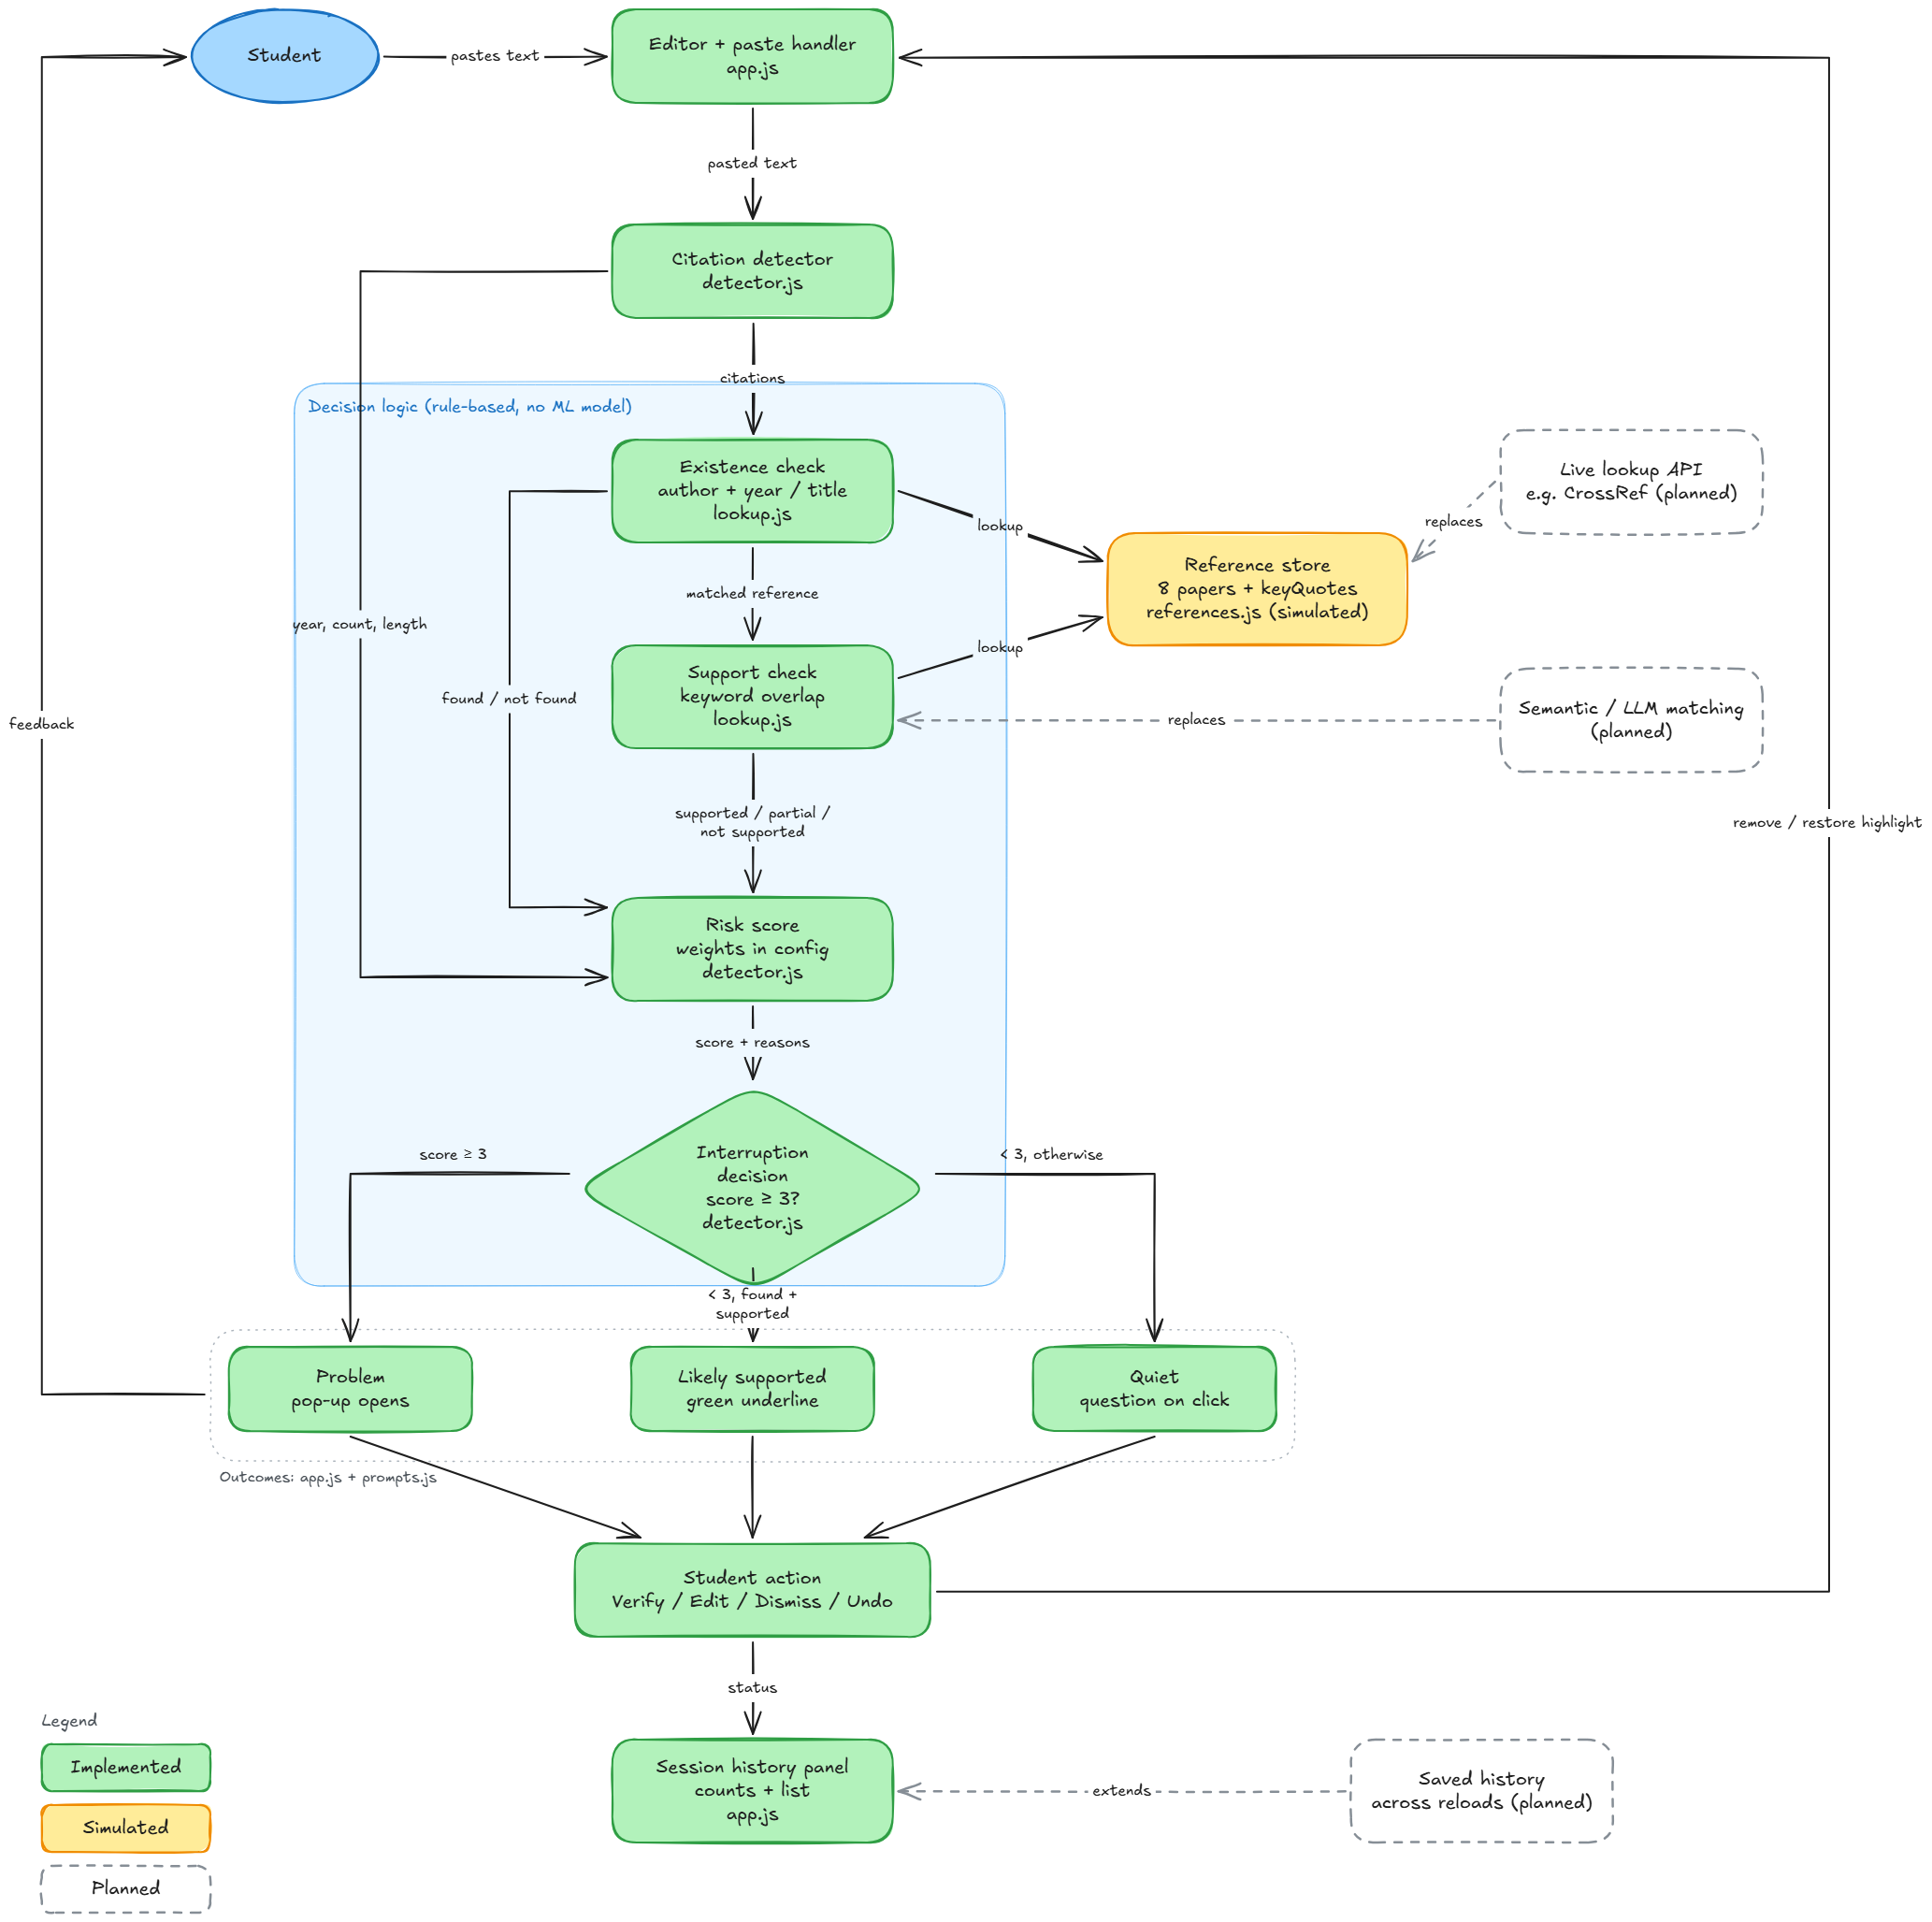 Student
pastes text
Editor + paste handler
app.js
pasted text
Citation detector
detector.js
citations
Decision logic (rule-based, no ML model)
Existence check
author + year / title
lookup.js
lookup
Live lookup API
e.g. CrossRef (planned)
replaces
Reference store
8 papers + keyQuotes
references.js (simulated)
matched reference
year, count, length
lookup
Support check
keyword overlap
lookup.js
found / not found
replaces
Semantic / LLM matching
(planned)
feedback
supported / partial /
not supported
remove / restore highlight
Risk score
weights in config
detector.js
score + reasons
score ≥ 3
Interruption
decision
score ≥ 3?
detector.js
< 3, otherwise
< 3, found +
supported
Problem
pop-up opens
Likely supported
green underline
Quiet
question on click
Outcomes: app.js + prompts.js
Student action
Verify / Edit / Dismiss / Undo
status
Session history panel
counts + list
app.js
extends
Saved history
across reloads (planned)
Legend
Implemented
Simulated
Planned